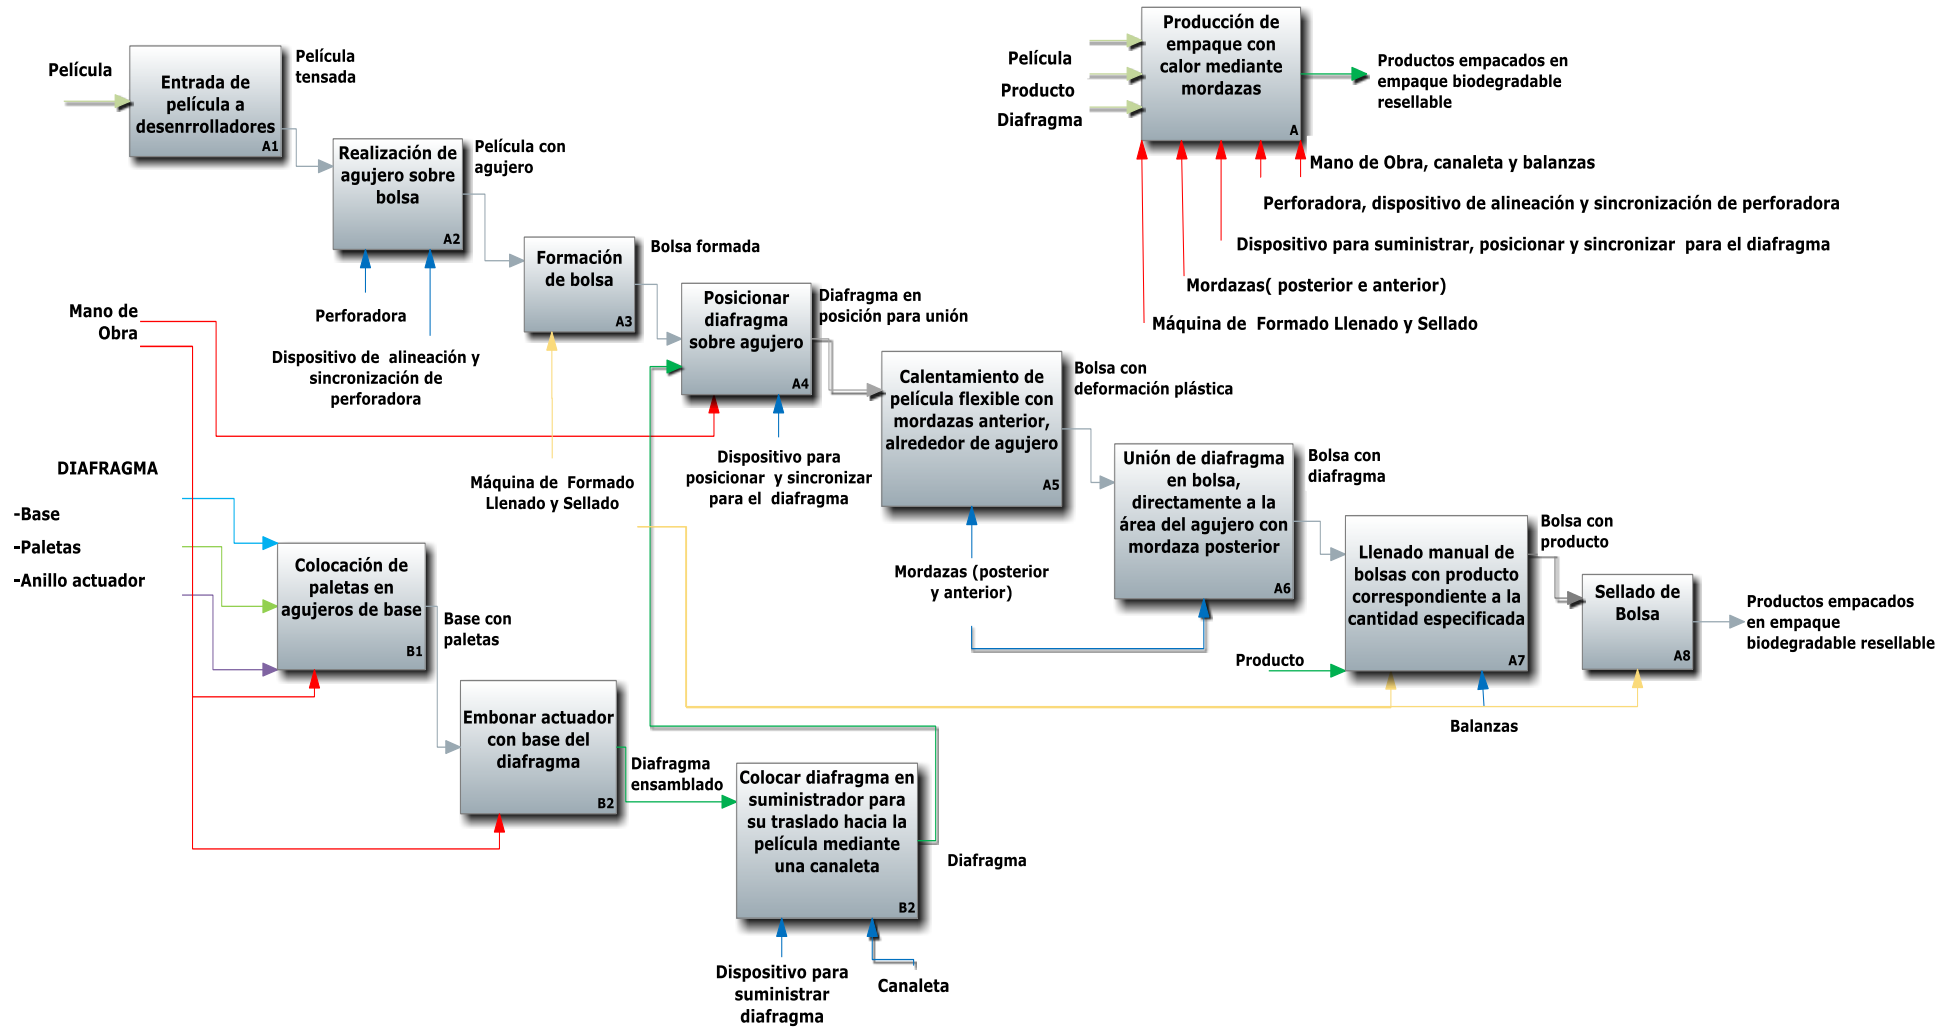 Película
Entrada de
película a
desenrrolladores
A1
Película
tensada
Realización de
agujero sobre
bolsa
A2
Película con
agujero
Perforadora
Dispositivo de alineación y
sincronización de
perforadora
Formación
de bolsa
A3
Bolsa formada
Máquina de Formado
Llenado y Sellado
Mano de
Obra
Posicionar
diafragma
sobre agujero
A4
Diafragma en
posición para unión
Dispositivo para
posicionar y sincronizar
para el diafragma
Calentamiento de
película flexible con
mordazas anterior,
alrededor de agujero
A5
Bolsa con
deformación plástica
Mordazas (posterior
y anterior)
Unión de diafragma
en bolsa,
directamente a la
área del agujero con
mordaza posterior
A6
Bolsa con
diafragma
Llenado manual de
bolsas con producto
correspondiente a la
cantidad especificada
A7
Bolsa con
producto
Producto
Balanzas
Sellado de
Bolsa
A8
Productos empacados
en empaque
biodegradable resellable
DIAFRAGMA
-Base
-Paletas
-Anillo actuador
Colocación de
paletas en
agujeros de base
B1
Base con
paletas
Embonar actuador
con base del
diafragma
B2
Diafragma
ensamblado
Colocar diafragma en
suministrador para
su traslado hacia la
película mediante
una canaleta
B2
Diafragma
Dispositivo para
suministrar
diafragma
Canaleta
Película
Producto
Diafragma
Producción de
empaque con
calor mediante
mordazas
A
Productos empacados en
empaque biodegradable
resellable
Mano de Obra, canaleta y balanzas
Perforadora, dispositivo de alineación y sincronización de perforadora
Dispositivo para suministrar, posicionar y sincronizar para el diafragma
Mordazas( posterior e anterior)
Máquina de Formado Llenado y Sellado